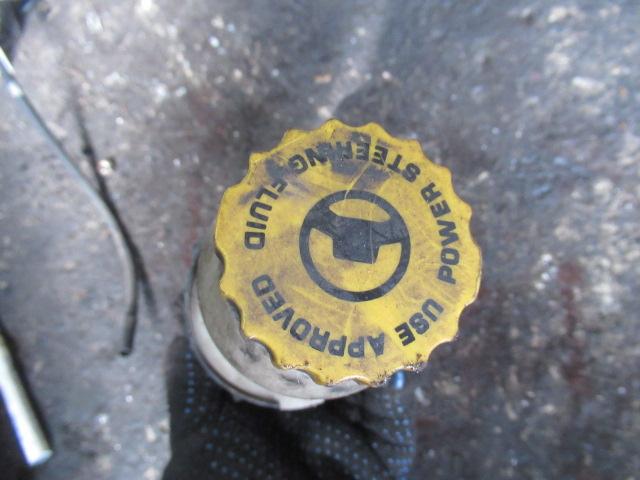 USE APPROVED
POWER STEERING FLUID